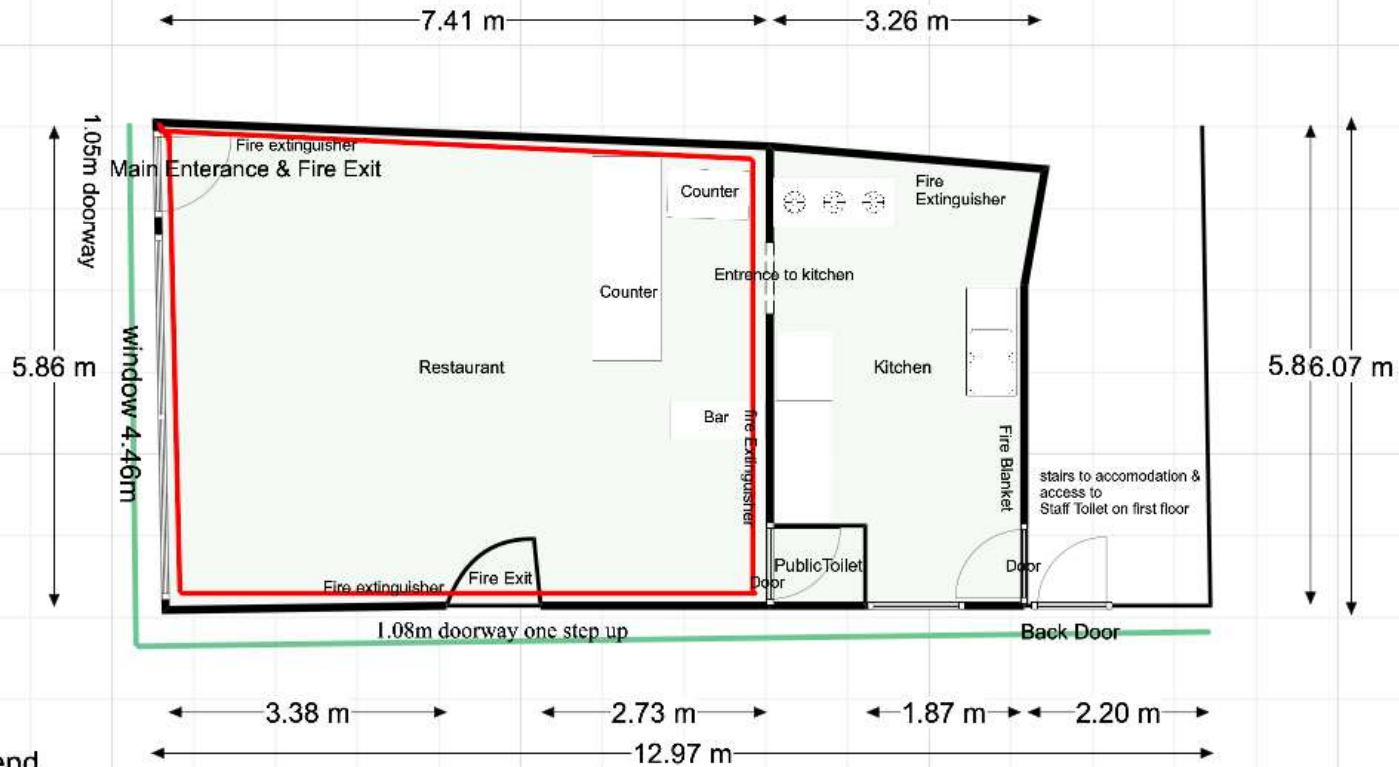 7.41 m
3.26 m
1.05m doorway
Fire extinguisher
Main Enterance & Fire Exit
Counter
Fire
Extinguisher
Entrance to kitchen
Counter
5.86 m
window 4.46m
Restaurant
Kitchen
5.86.07 m
Bar
fire Extinguisher
Fire Blanket
stairs to accomodation &
access to
Staff Toilet on first floor
Fire extinguisher
Fire Exit
Door
PublicToilet
Door
1.08m doorway one step up
Back Door
3.38 m
2.73 m
1.87 m
2.20 m
12.97 m